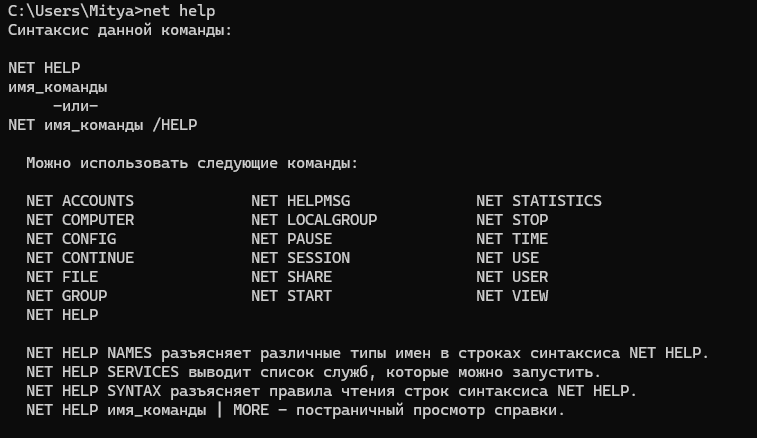 C:\Users\Mitya>net help
Синтаксис данной команды:
NET HELP
имя_команды
-или-
NET имя_команды /HELP
Можно использовать следующие команды:
NET ACCOUNTS NET HELPMSG NET STATISTICS
NET COMPUTER NET LOCALGROUP NET STOP
NET CONFIG NET PAUSE NET TIME
NET CONTINUE NET SESSION NET USE
NET FILE NET SHARE NET USER
NET GROUP NET START NET VIEW
NET HELP
NET HELP NAMES разъясняет различные типы имен в строках синтаксиса NET HELP.
NET HELP SERVICES выводит список служб, которые можно запустить.
NET HELP SYNTAX разъясняет правила чтения строк синтаксиса NET HELP.
NET HELP имя_команды | MORE - постраничный просмотр справки.